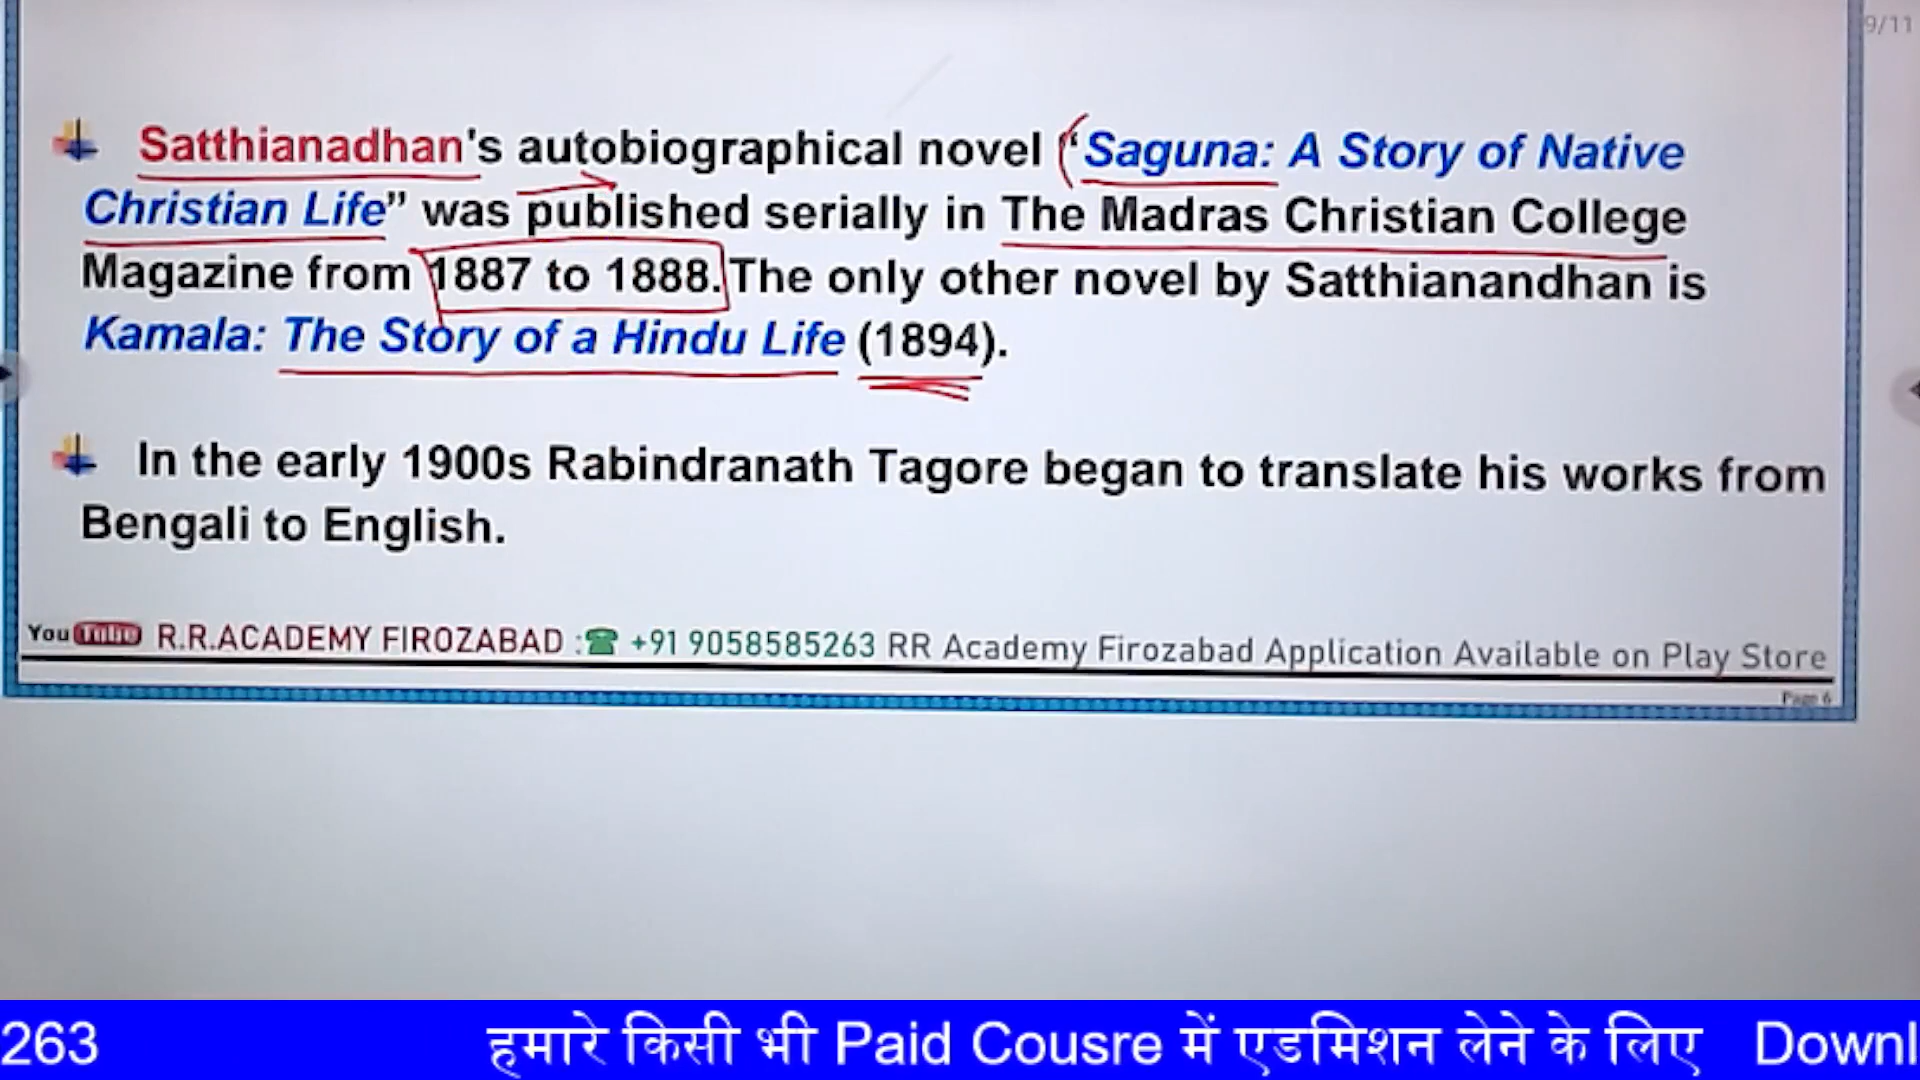 9/11
Satthianadhan's autobiographical novel “Saguna: A Story of Native
Christian Life” was published serially in The Madras Christian College
Magazine from 1887 to 1888. The only other novel by Satthianandhan is
Kamala: The Story of a Hindu Life (1894).
In the early 1900s Rabindranath Tagore began to translate his works from
Bengali to English.
YouTube R.R.ACADEMY FIROZABAD :☎ +91 9058585263 RR Academy Firozabad Application Available on Play Store
Page 6
263 हमारे किसी भी Paid Cousre में एडमिशन लेने के लिए Downl